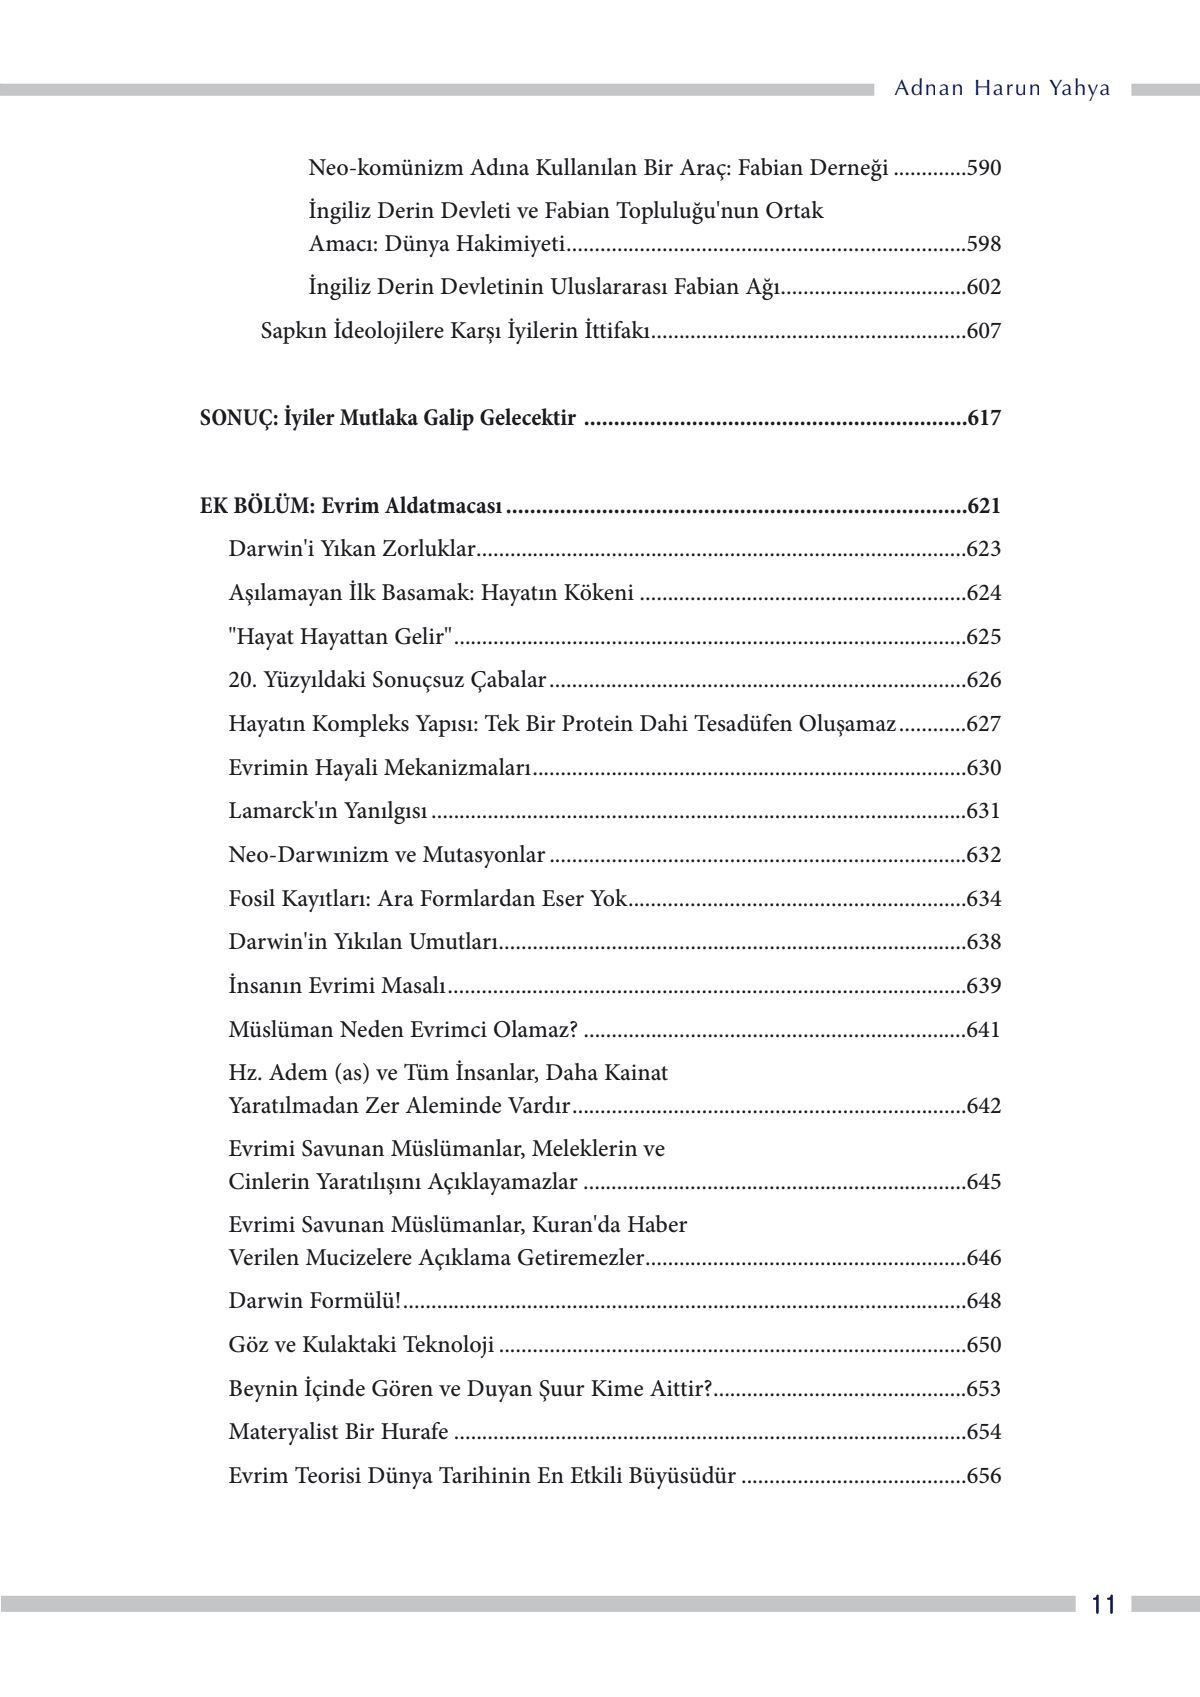 Adnan Harun Yahya
Neo-komünizm Adına Kullanılan Bir Araç: Fabian Derneği .............590
İngiliz Derin Devleti ve Fabian Topluluğu'nun Ortak
Amacı: Dünya Hakimiyeti.......................................................................598
İngiliz Derin Devletinin Uluslararası Fabian Ağı.................................602
Sapkın İdeolojilere Karşı İyilerin İttifakı........................................................607
SONUÇ: İyiler Mutlaka Galip Gelecektir ................................................................617
EK BÖLÜM: Evrim Aldatmacası .............................................................................621
Darwin'i Yıkan Zorluklar.......................................................................................623
Aşılamayan İlk Basamak: Hayatın Kökeni ..........................................................624
"Hayat Hayattan Gelir"...........................................................................................625
20. Yüzyıldaki Sonuçsuz Çabalar ..........................................................................626
Hayatın Kompleks Yapısı: Tek Bir Protein Dahi Tesadüfen Oluşamaz ............627
Evrimin Hayali Mekanizmaları.............................................................................630
Lamarck'ın Yanılgısı ...............................................................................................631
Neo-Darwınizm ve Mutasyonlar ..........................................................................632
Fosil Kayıtları: Ara Formlardan Eser Yok............................................................634
Darwin'in Yıkılan Umutları...................................................................................638
İnsanın Evrimi Masalı............................................................................................639
Müslüman Neden Evrimci Olamaz? ....................................................................641
Hz. Adem (as) ve Tüm İnsanlar, Daha Kainat
Yaratılmadan Zer Aleminde Vardır......................................................................642
Evrimi Savunan Müslümanlar, Meleklerin ve
Cinlerin Yaratılışını Açıklayamazlar ....................................................................645
Evrimi Savunan Müslümanlar, Kuran'da Haber
Verilen Mucizelere Açıklama Getiremezler.........................................................646
Darwin Formülü!....................................................................................................648
Göz ve Kulaktaki Teknoloji ...................................................................................650
Beynin İçinde Gören ve Duyan Şuur Kime Aittir?.............................................653
Materyalist Bir Hurafe ...........................................................................................654
Evrim Teorisi Dünya Tarihinin En Etkili Büyüsüdür ........................................656
11